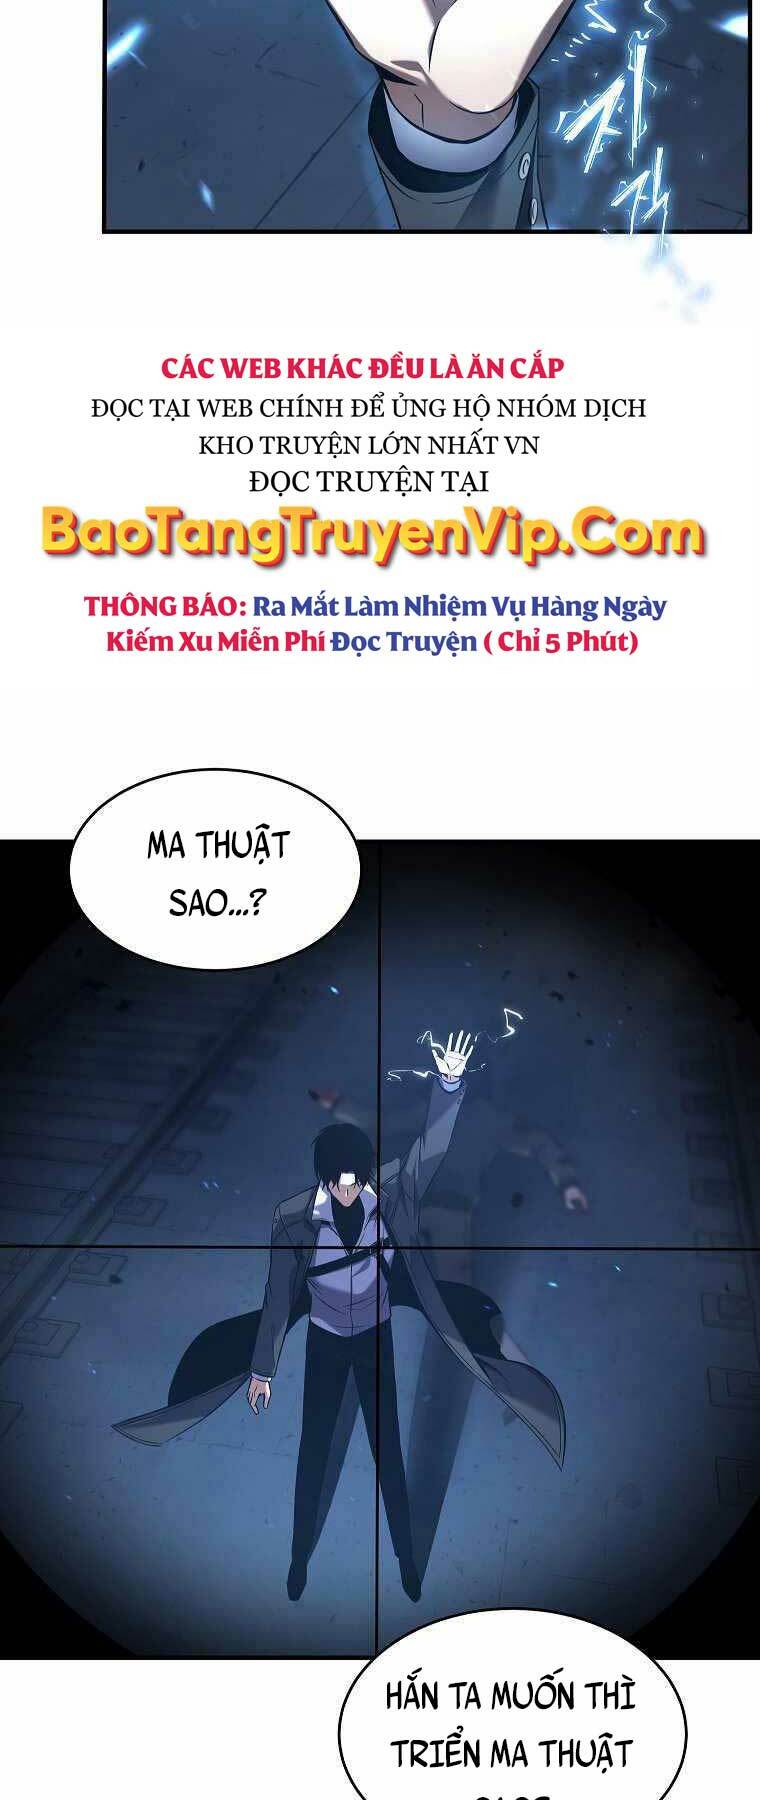 CÁC WEB KHÁC ĐỀU LÀ ĂN CẮP
ĐỌC TẠI WEB CHÍNH ĐỂ ỦNG HỘ NHÓM DỊCH
KHO TRUYỆN LỚN NHẤT VN
ĐỌC TRUYỆN TẠI
BaoTangTruyenVip.Com
THÔNG BÁO: Ra Mắt Làm Nhiệm Vụ Hàng Ngày
Kiếm Xu Miễn Phí Đọc Truyện ( Chỉ 5 Phút)
MA THUẬT
SAO...?
HẮN TA MUỐN THÌ
TRIỂN MA THUẬT